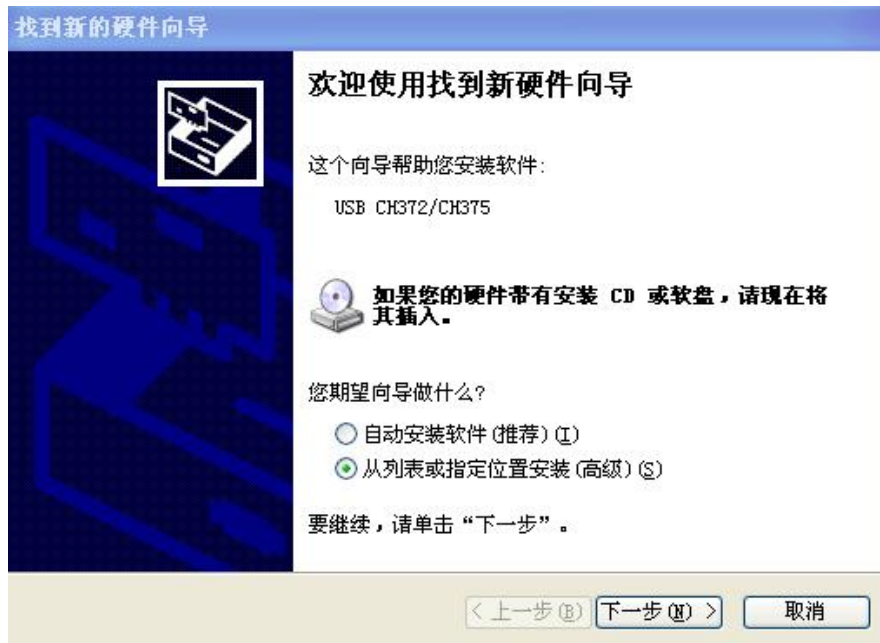 找到新的硬件向导
欢迎使用找到新硬件向导
这个向导帮助您安装软件:
USB CH372/CH375
如果您的硬件带有安装 CD 或软盘，请现在将
其插入。
您期望向导做什么?
自动安装软件(推荐)(I)
从列表或指定位置安装(高级)(S)
要继续，请单击“下一步”。
< 上一步(B) 下一步(N) > 取消